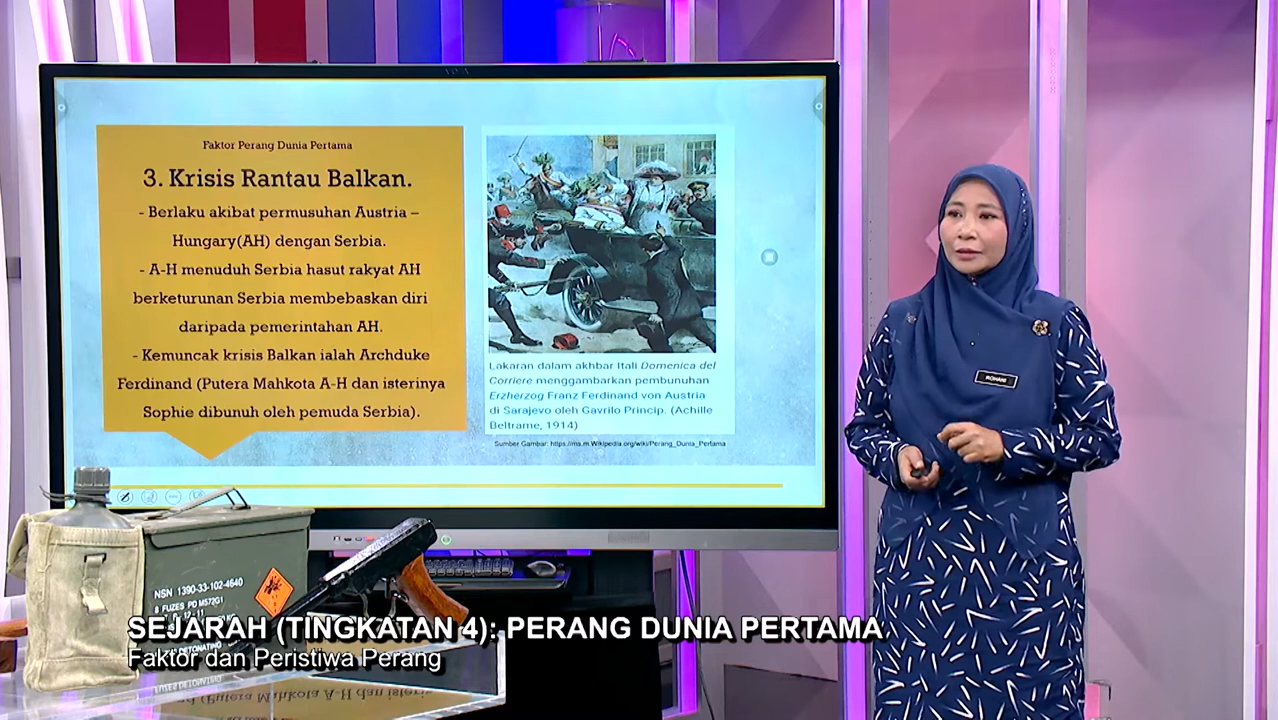 Faktor Perang Dunia Pertama
3. Krisis Rantau Balkan.
- Berlaku akibat permusuhan Austria –
Hungary(AH) dengan Serbia.
- A-H menuduh Serbia hasut rakyat AH
berketurunan Serbia membebaskan diri
daripada pemerintahan AH.
- Kemuncak krisis Balkan ialah Archduke
Ferdinand (Putera Mahkota A-H dan isterinya
Sophie dibunuh oleh pemuda Serbia).
Lakaran dalam akhbar Itali Domenica del
Corriere menggambarkan pembunuhan
Erzherzog Franz Ferdinand von Austria
di Sarajevo oleh Gavrilo Princip. (Achille
Beltrame, 1914)
Sumber Gambar: https://ms.m.Wikipedia.org/wiki/Perang_Dunia_Pertama
ROHANI
NSN 1390-33-102-4640
8 FUZES PD M572G1
DETONATING
SEJARAH (TINGKATAN 4): PERANG DUNIA PERTAMA
Faktor dan Peristiwa Perang